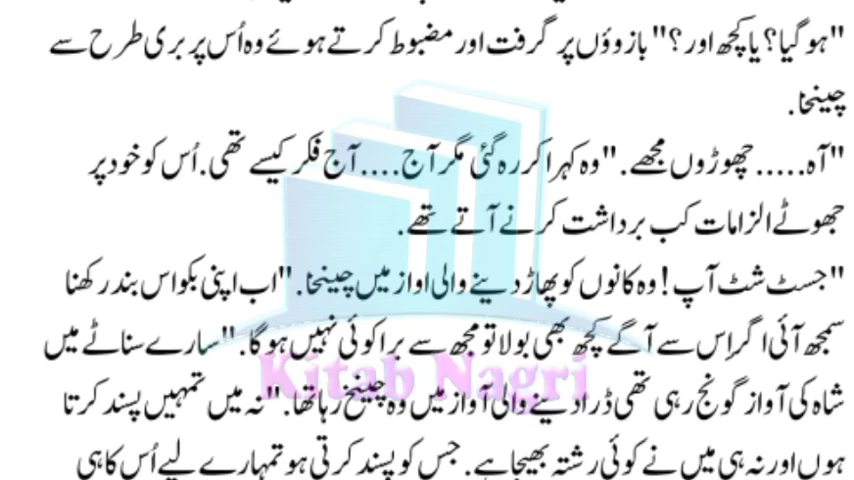 "ہو گیا؟ یا کچھ اور؟" بازوؤں پر گرفت اور مضبوط کرتے ہوئے وہ اُس پر بری طرح سے
چینخا.
"آہ..... چھوڑوں مجھے." وہ کہرا کر رہ گئی مگر آج.... آج فکر کیسے تھی. اُس کو خود پر
جھوٹے الزامات کب برداشت کرنے آتے تھے.
"جسٹ شٹ آپ! وہ کانوں کو پھاڑ دینے والی اواز میں چینخا. "اب اپنی بکواس بند رکھنا
سمجھ آئی اگر اِس سے آگے کچھ بھی بولا تو مجھ سے برا کوئی نہیں ہو گا. "سارے سناٹے میں
شاہ کی آواز گونج رہی تھی ڈرا دینے والی آواز میں وہ چینخ رہا تھا. "نہ میں تمہیں پسند کرتا
ہوں اور نہ ہی میں نے کوئی رشتہ بھیجا ہے. جس کو پسند کرتی ہو تمہارے لیے اُس کا ہی
Kitab Nagri